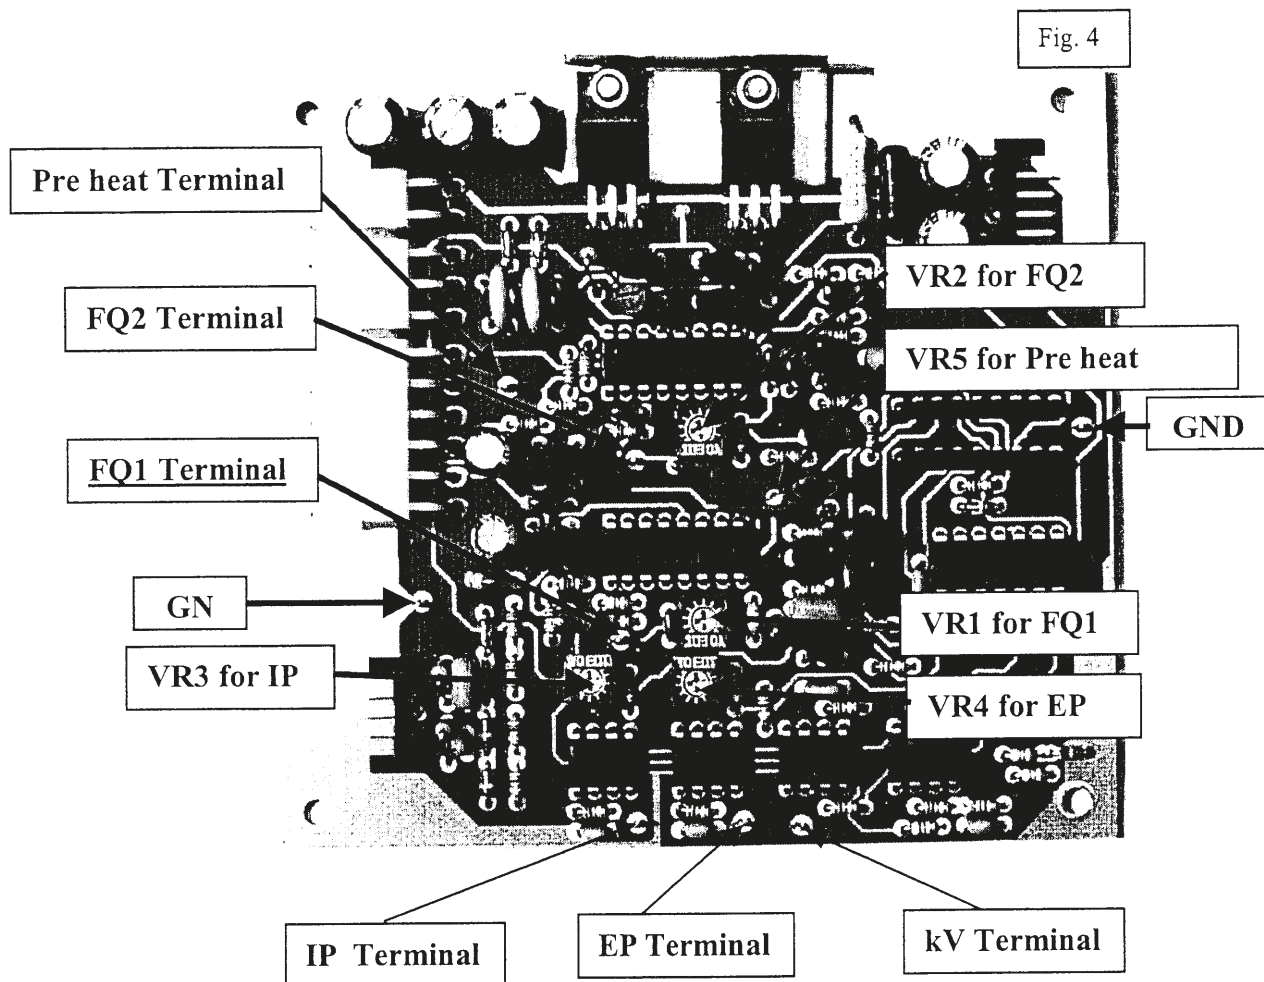 Fig. 4
Pre heat Terminal
VR2 for FQ2
FQ2 Terminal
VR5 for Pre heat
GND
FQ1 Terminal
GN
VR1 for FQ1
VR3 for IP
VR4 for EP
IP Terminal
EP Terminal
kV Terminal